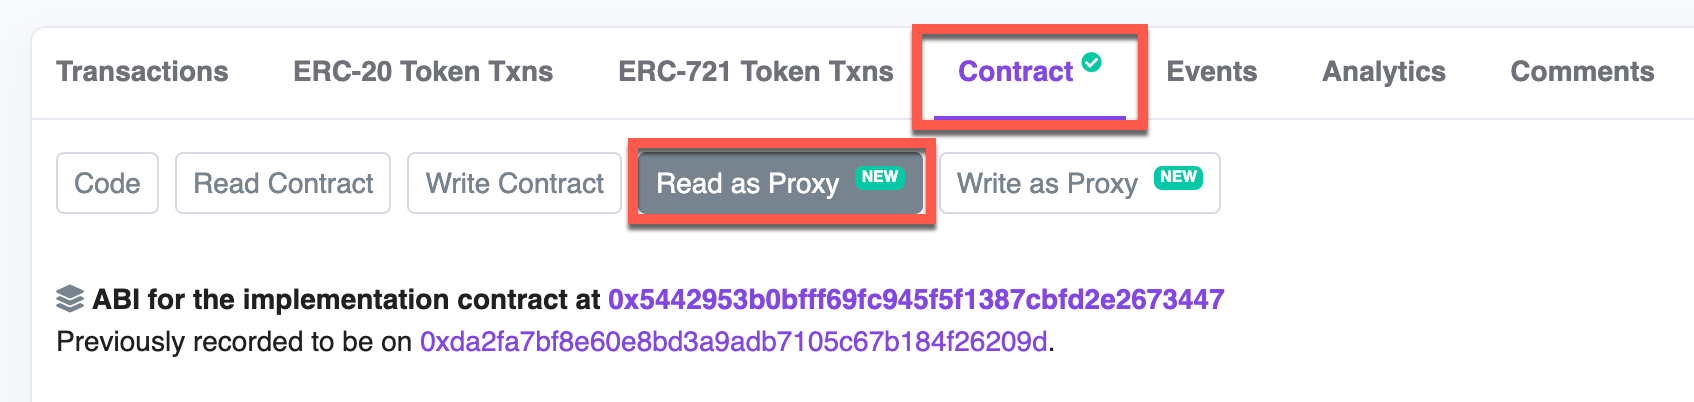 Transactions ERC-20 Token Txns ERC-721 Token Txns Contract Events Analytics Comments
Code Read Contract Write Contract Read as Proxy NEW Write as Proxy NEW
ABI for the implementation contract at 0x5442953b0bfff69fc945f5f1387cbfd2e2673447
Previously recorded to be on 0xda2fa7bf8e60e8bd3a9adb7105c67b184f26209d.